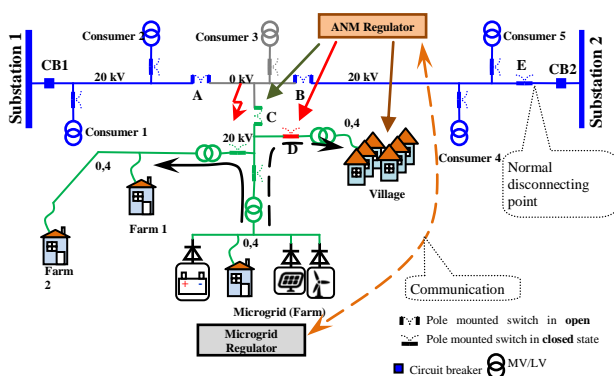 Substation 1
CB1
Consumer 2
20 kV
Consumer 1
A
Consumer 3
0 kV
ANM Regulator
B
20 kV
Consumer 5
E
CB2
Substation 2
C
20 kV
D
0,4
Village
Consumer 4
Normal
disconnecting
point
0,4
Farm 1
Farm
2
0,4
Microgrid (Farm)
Microgrid
Regulator
Communication
Pole mounted switch in open
Pole mounted switch in closed state
Circuit breaker
MV/LV